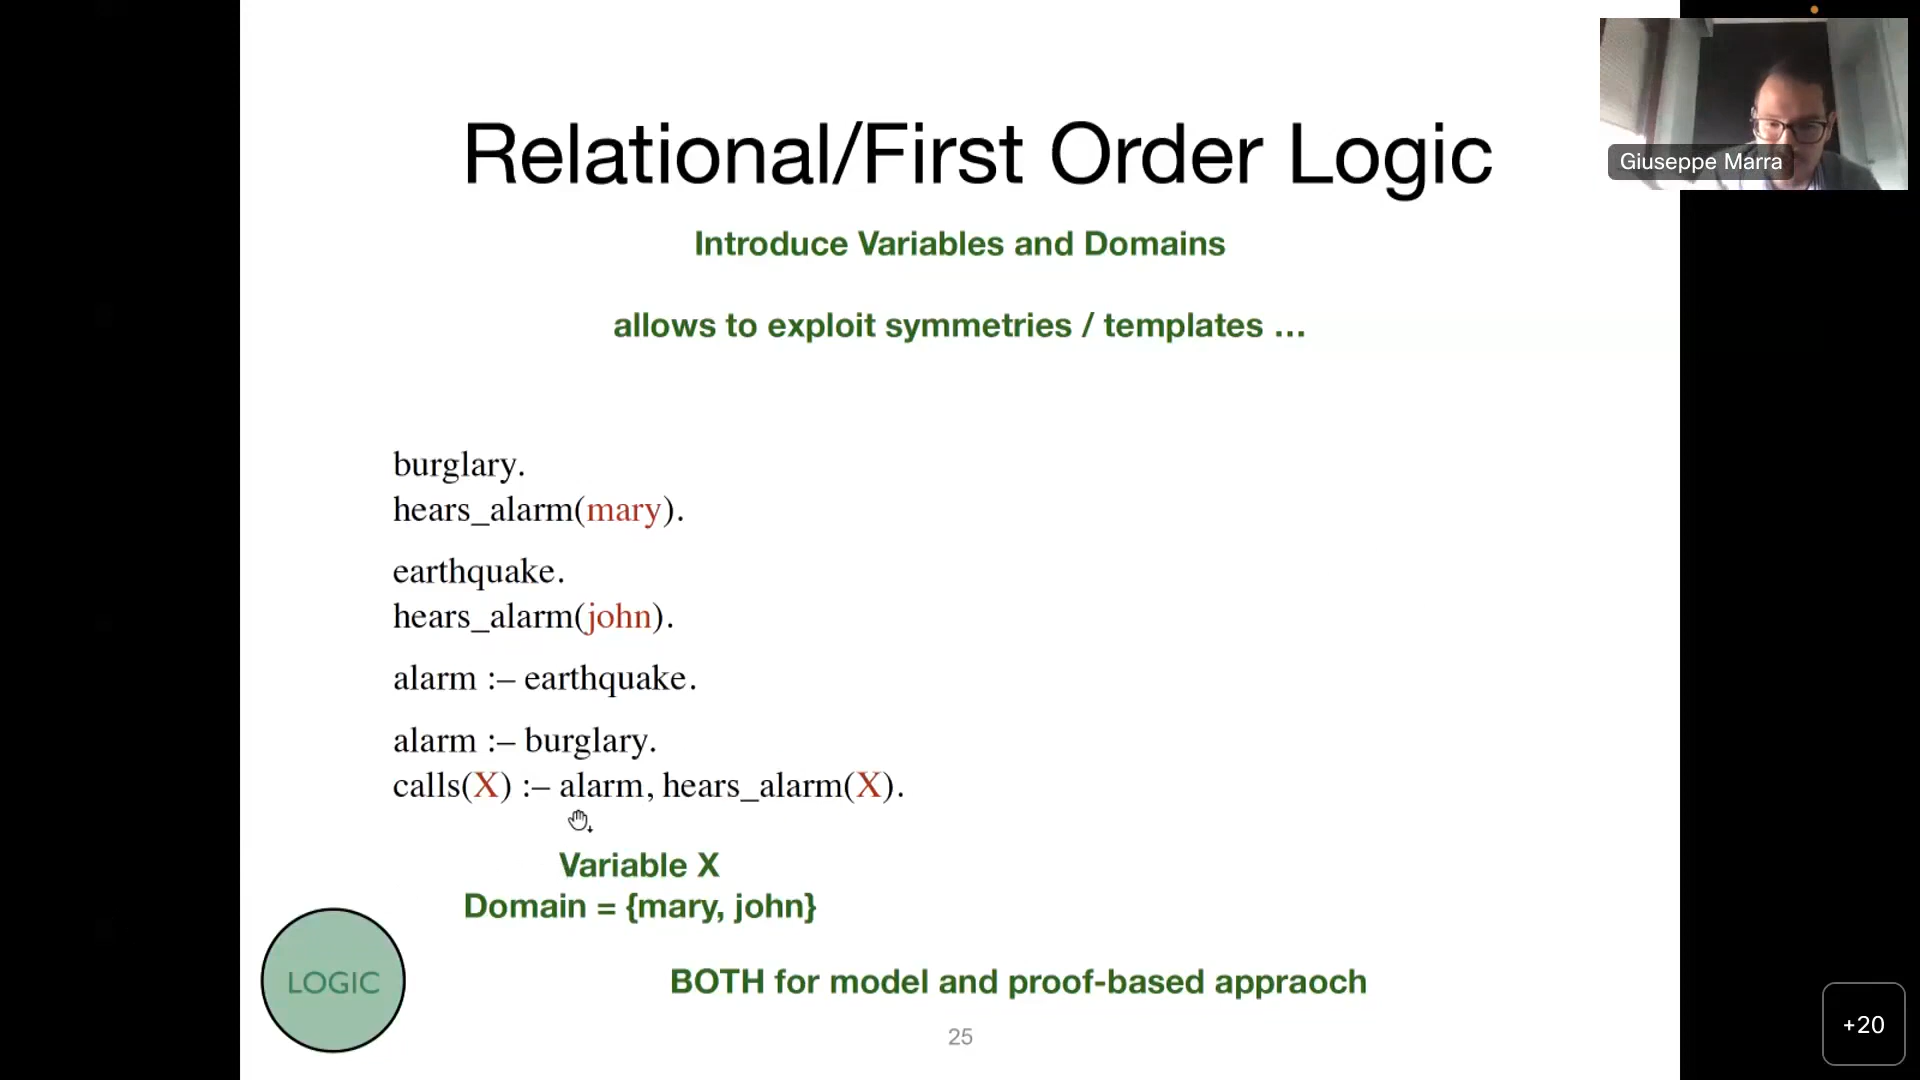 Relational/First Order Logic
Giuseppe Marra
Introduce Variables and Domains
allows to exploit symmetries / templates ...
burglary.
hears_alarm(mary).
earthquake.
hears_alarm(john).
alarm :– earthquake.
alarm :– burglary.
calls(X) :– alarm, hears_alarm(X).
Variable X
Domain = {mary, john}
LOGIC
BOTH for model and proof-based appraoch
25
+20